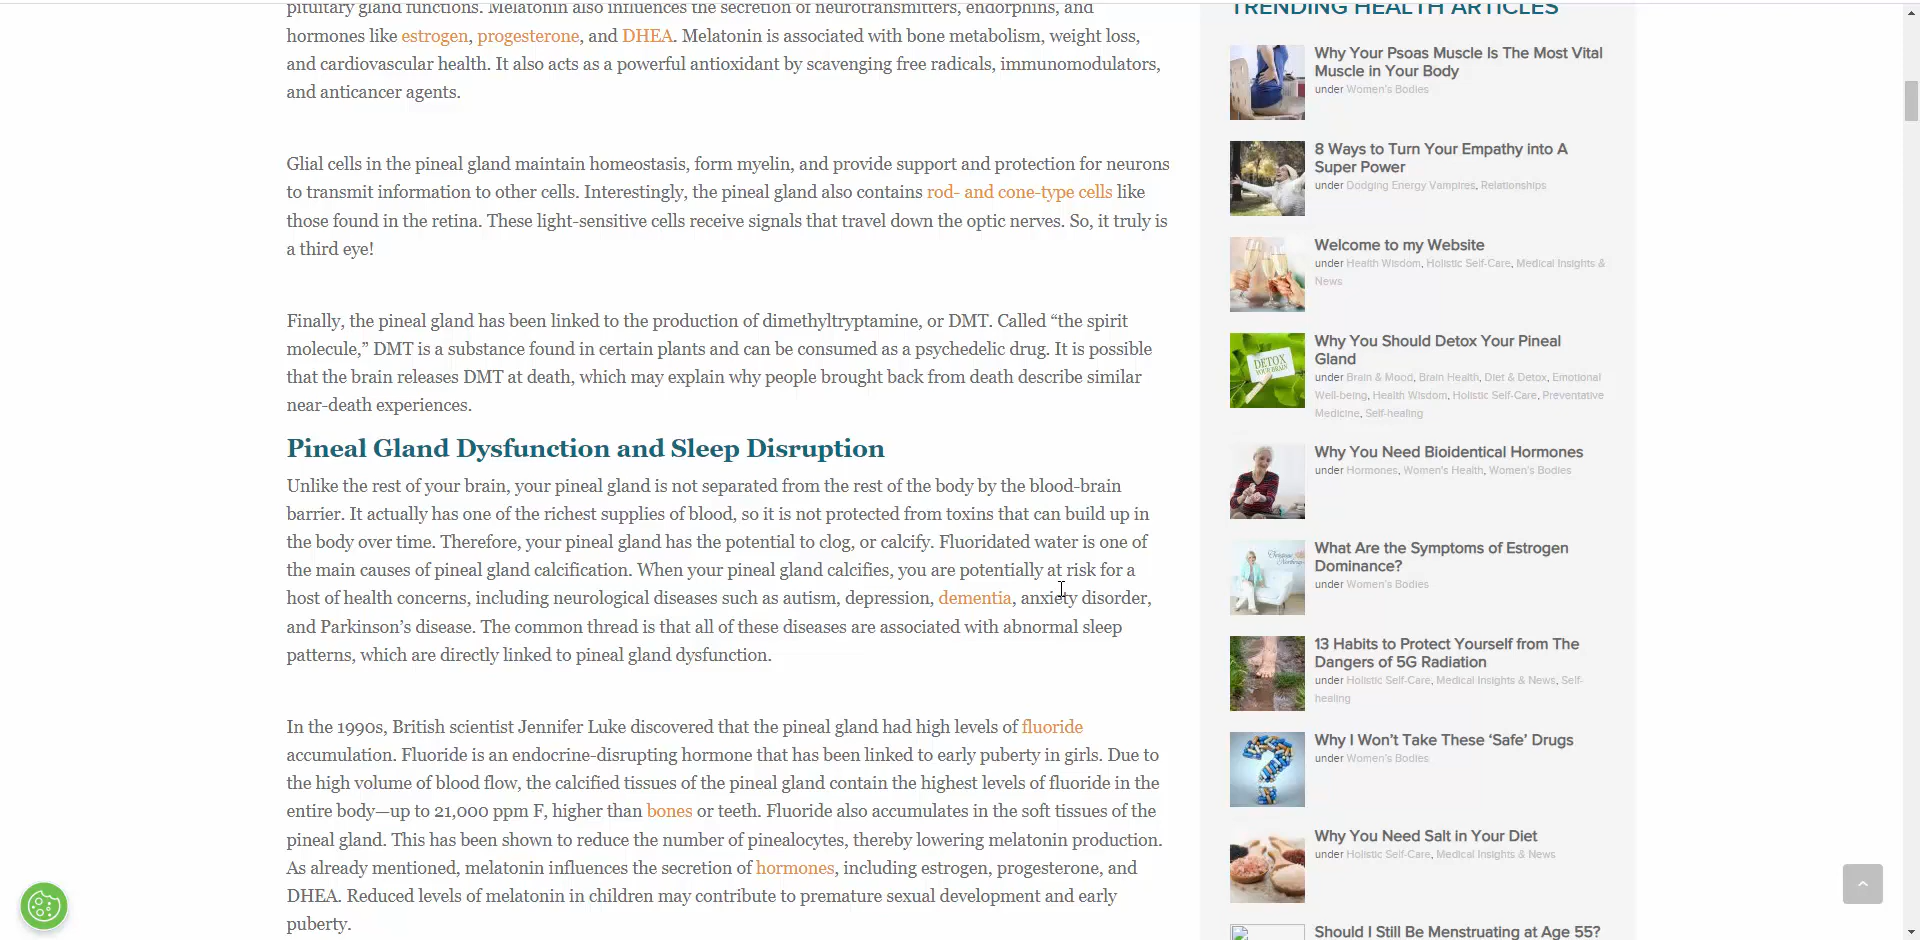 pituitary gland functions. Melatonin also influences the secretion of neurotransmitters, endorphins, and
hormones like estrogen, progesterone, and DHEA. Melatonin is associated with bone metabolism, weight loss,
and cardiovascular health. It also acts as a powerful antioxidant by scavenging free radicals, immunomodulators,
and anticancer agents.
Glial cells in the pineal gland maintain homeostasis, form myelin, and provide support and protection for neurons
to transmit information to other cells. Interestingly, the pineal gland also contains rod- and cone-type cells like
those found in the retina. These light-sensitive cells receive signals that travel down the optic nerves. So, it truly is
a third eye!
Finally, the pineal gland has been linked to the production of dimethyltryptamine, or DMT. Called “the spirit
molecule,” DMT is a substance found in certain plants and can be consumed as a psychedelic drug. It is possible
that the brain releases DMT at death, which may explain why people brought back from death describe similar
near-death experiences.
Pineal Gland Dysfunction and Sleep Disruption
Unlike the rest of your brain, your pineal gland is not separated from the rest of the body by the blood-brain
barrier. It actually has one of the richest supplies of blood, so it is not protected from toxins that can build up in
the body over time. Therefore, your pineal gland has the potential to clog, or calcify. Fluoridated water is one of
the main causes of pineal gland calcification. When your pineal gland calcifies, you are potentially at risk for a
host of health concerns, including neurological diseases such as autism, depression, dementia, anxiety disorder,
and Parkinson’s disease. The common thread is that all of these diseases are associated with abnormal sleep
patterns, which are directly linked to pineal gland dysfunction.
In the 1990s, British scientist Jennifer Luke discovered that the pineal gland had high levels of fluoride
accumulation. Fluoride is an endocrine-disrupting hormone that has been linked to early puberty in girls. Due to
the high volume of blood flow, the calcified tissues of the pineal gland contain the highest levels of fluoride in the
entire body—up to 21,000 ppm F, higher than bones or teeth. Fluoride also accumulates in the soft tissues of the
pineal gland. This has been shown to reduce the number of pinealocytes, thereby lowering melatonin production.
As already mentioned, melatonin influences the secretion of hormones, including estrogen, progesterone, and
DHEA. Reduced levels of melatonin in children may contribute to premature sexual development and early
puberty.
TRENDING HEALTH ARTICLES
Why Your Psoas Muscle Is The Most Vital
Muscle in Your Body
under Women's Bodies
8 Ways to Turn Your Empathy into A
Super Power
under Dodging Energy Vampires, Relationships
Welcome to my Website
under Health Wisdom, Holistic Self-Care, Medical Insights &
News
DETOX
YOUR BRAIN
Why You Should Detox Your Pineal
Gland
under Brain & Mood, Brain Health, Diet & Detox, Emotional
Well-being, Health Wisdom, Holistic Self-Care, Preventative
Medicine, Self-healing
Why You Need Bioidentical Hormones
under Hormones, Women's Health, Women's Bodies
What Are the Symptoms of Estrogen
Dominance?
under Women's Bodies
13 Habits to Protect Yourself from The
Dangers of 5G Radiation
under Holistic Self-Care, Medical Insights & News, Self-
healing
Why I Won’t Take These ‘Safe’ Drugs
under Women's Bodies
Why You Need Salt in Your Diet
under Holistic Self-Care, Medical Insights & News
Should I Still Be Menstruating at Age 55?